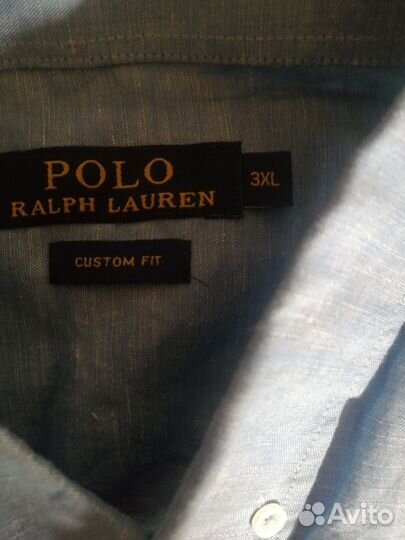 POLO
RALPH LAUREN
3XL
CUSTOM FIT
Avito